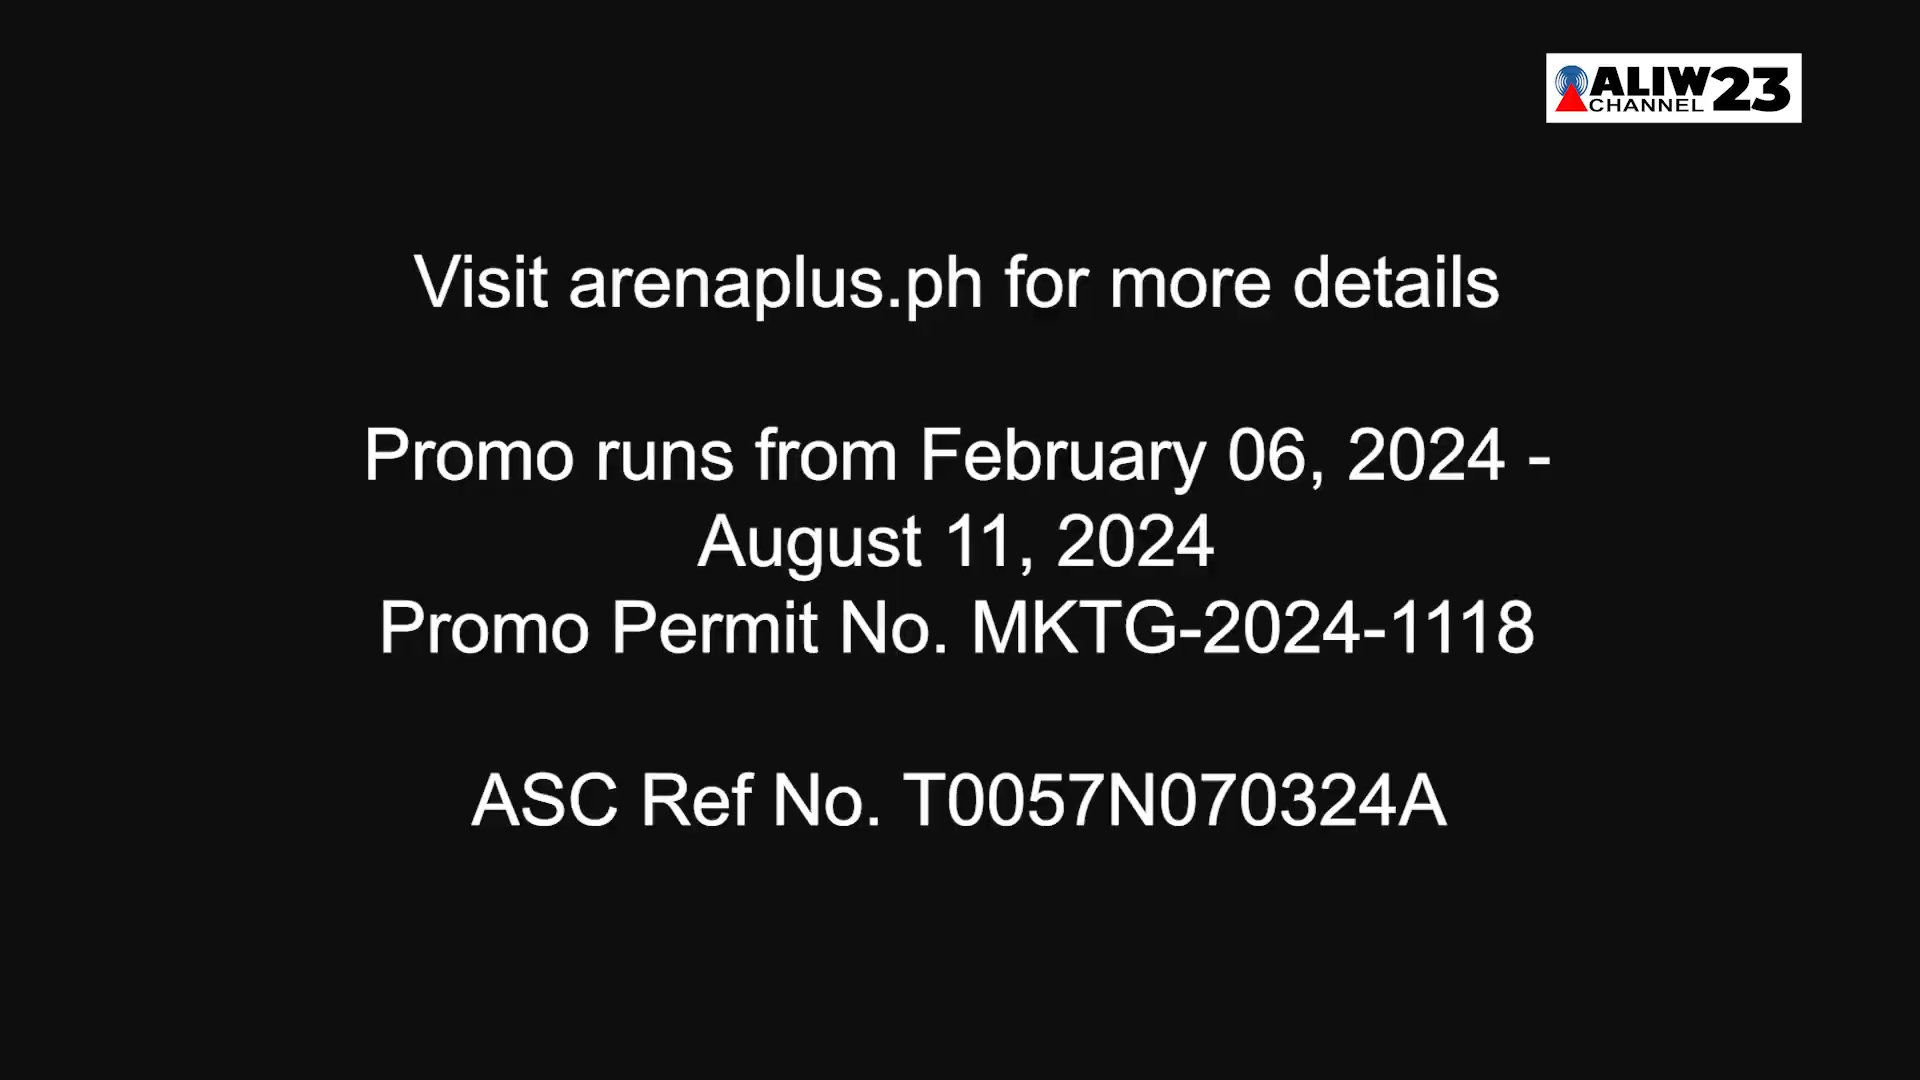 ALIW 23
CHANNEL
Visit arenaplus.ph for more details
Promo runs from February 06, 2024 -
August 11, 2024
Promo Permit No. MKTG-2024-1118
ASC Ref No. T0057N070324A